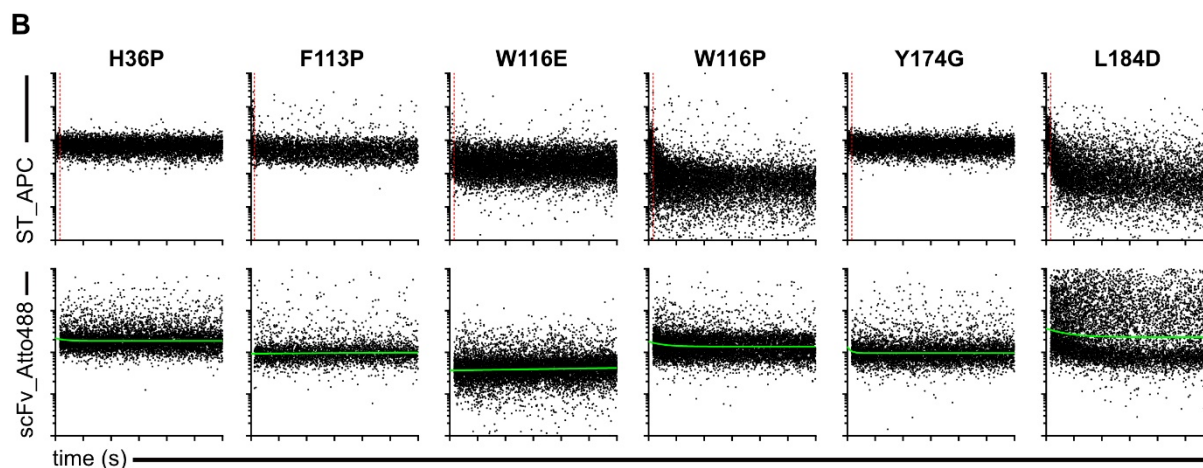 B
H36P F113P W116E W116P Y174G L184D
ST_APC
scFv_Atto488
time (s)